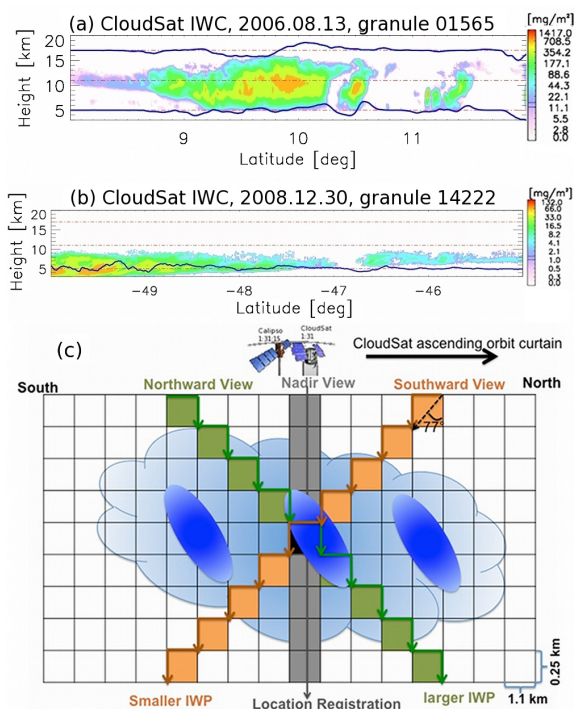 (a) CloudSat IWC, 2006.08.13, granule 01565
[mg/m³]
1417.0
708.5
354.2
177.1
88.6
44.3
22.1
11.1
5.5
2.8
0.0
Height [km]
20
15
10
5
9
10
11
Latitude [deg]
(b) CloudSat IWC, 2008.12.30, granule 14222
[mg/m³]
132.0
66.0
33.0
16.5
8.2
4.1
2.1
1.0
0.5
0.3
0.0
Height [km]
20
15
10
5
-49
-48
-47
-46
Latitude [deg]
(c)
Calipso
1:31:15
CloudSat
1:31
CloudSat ascending orbit curtain
South
Northward View
Nadir View
Southward View
North
77°
Smaller IWP
Location Registration
larger IWP
0.25 km
1.1 km